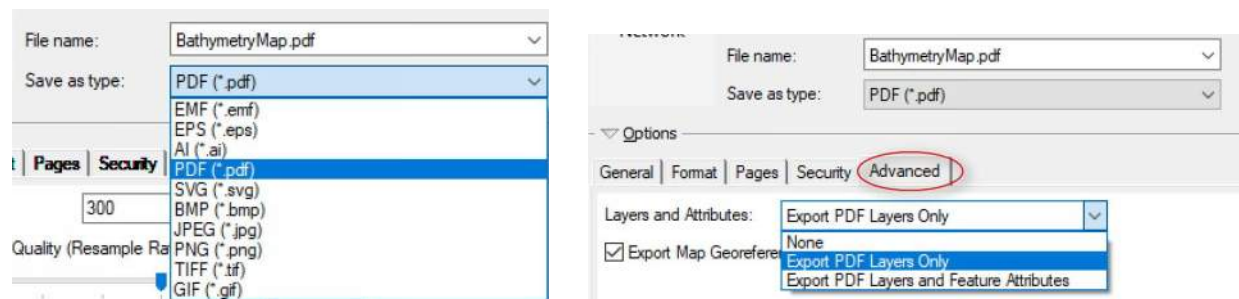 File name: BathymetryMap.pdf
Save as type: PDF (*.pdf)
EMF (*.emf)
EPS (*.eps)
AI (*.ai)
PDF (*.pdf)
SVG (*.svg)
BMP (*.bmp)
JPEG (*.jpg)
PNG (*.png)
TIFF (*.tif)
GIF (*.gif)
Pages Security
300
Quality (Resample
File name: BathymetryMap.pdf
Save as type: PDF (*.pdf)
Options
General Format Pages Security Advanced
Layers and Attributes: Export PDF Layers Only
None
Export PDF Layers Only
Export PDF Layers and Feature Attributes
Export Map